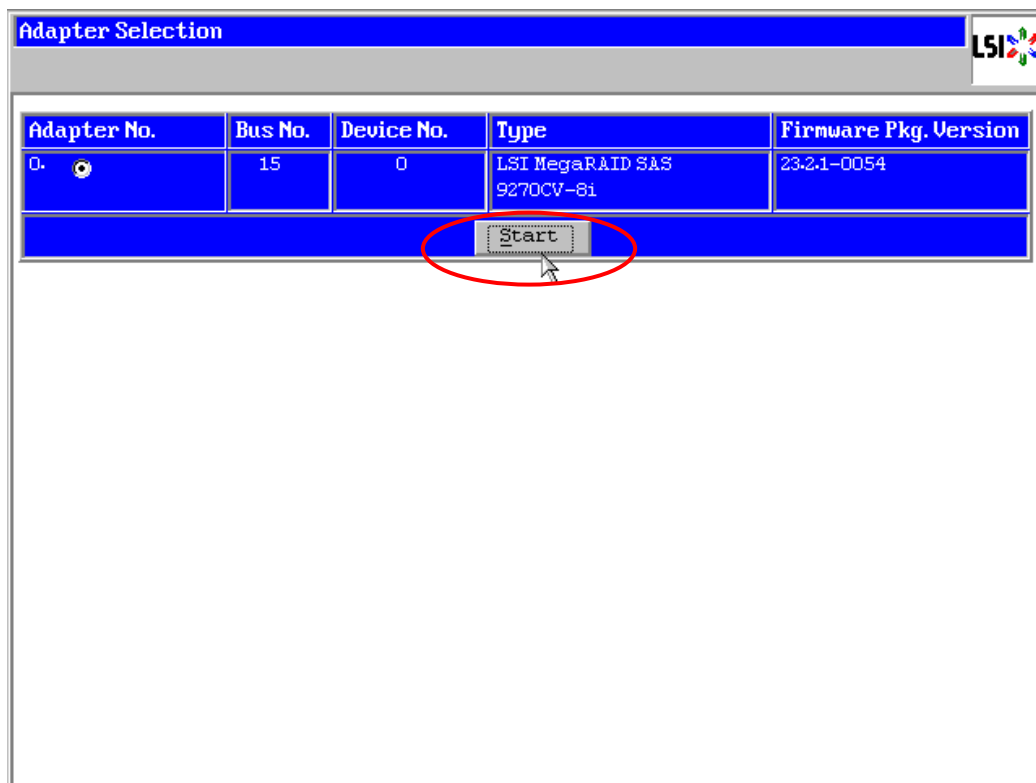 Adapter Selection
LSI
Adapter No. Bus No. Device No. Type Firmware Pkg. Version
0. 15 0 LSI MegaRAID SAS 23.2.1-0054
9270CV-8i
Start